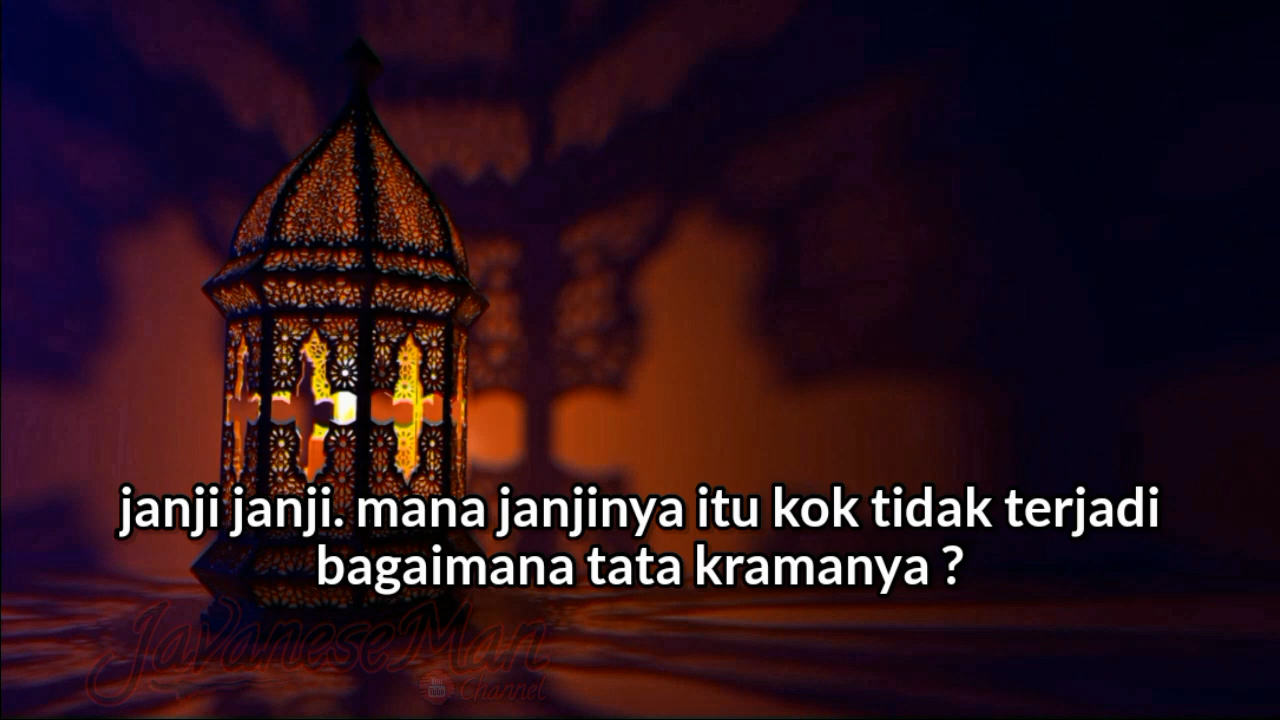 janji janji. mana janjinya itu kok tidak terjadi
bagaimana tata kramanya ?
JavaneseMan
Channel